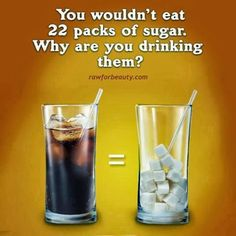 You wouldn't eat
22 packs of sugar.
Why are you drinking
them?
rawforbeauty.com
=